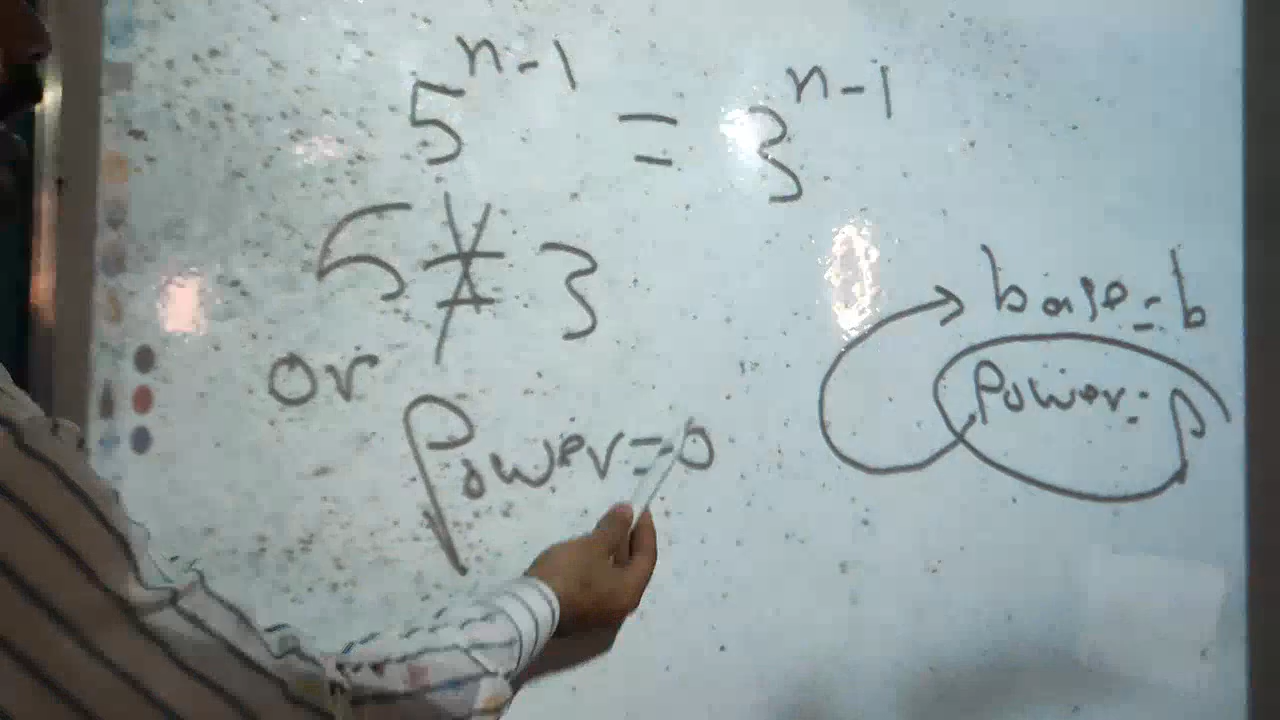 5^{n-1} = 3^{n-1}
5 ≠ 3
or
Power = 0
base = b
Power = p